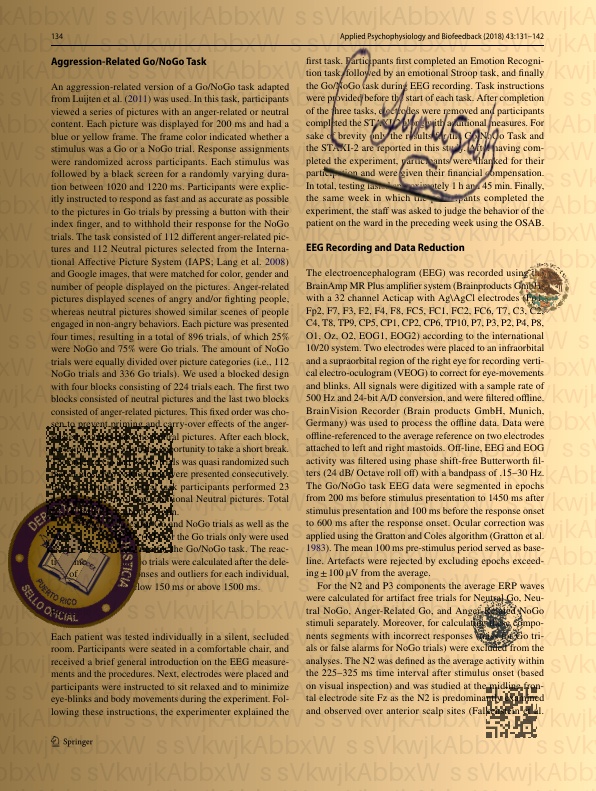 134
Applied Psychophysiology and Biofeedback (2018) 43:131–142
Aggression-Related Go/NoGo Task
An aggression-related version of a Go/NoGo task adapted
from Luijten et al. (2011) was used. In this task, participants
viewed a series of pictures with an anger-related or neutral
content. Each picture was displayed for 200 ms and had a
blue or yellow frame. The frame color indicated whether a
stimulus was a Go or a NoGo trial. Response assignments
were randomized across participants. Each stimulus was
followed by a black screen for a randomly varying dura-
tion between 1020 and 1220 ms. Participants were explic-
itly instructed to respond as fast and as accurate as possible
to the pictures in Go trials by pressing a button with their
index finger, and to withhold their response for the NoGo
trials. The task consisted of 112 different anger-related pic-
tures and 112 Neutral pictures selected from the Interna-
tional Affective Picture System (IAPS; Lang et al. 2008)
and Google images, that were matched for color, gender and
number of people displayed on the pictures. Anger-related
pictures displayed scenes of angry and/or fighting people,
whereas neutral pictures showed similar scenes of people
engaged in non-angry behaviors. Each picture was presented
four times, resulting in a total of 896 trials, of which 25%
were NoGo and 75% were Go trials. The amount of NoGo
trials were equally divided over picture categories (i.e., 112
NoGo trials and 336 Go trials). We used a blocked design
with four blocks consisting of 224 trials each. The first two
blocks consisted of neutral pictures and the last two blocks
consisted of anger-related pictures. This fixed order was cho-
sen to prevent priming and carry-over effects of the anger-
pictures. After each block,
opportunity to take a short break.
was quasi randomized such
were presented consecutively.
participants performed 23
Neutral pictures. Total
and NoGo trials as well as the
the Go trials only were used
the Go/NoGo task. The reac-
trials were calculated after the dele-
and outliers for each individual,
low 150 ms or above 1500 ms.
Each patient was tested individually in a silent, secluded
room. Participants were seated in a comfortable chair, and
received a brief general introduction on the EEG measure-
ments and the procedures. Next, electrodes were placed and
participants were instructed to sit relaxed and to minimize
eye-blinks and body movements during the experiment. Fol-
lowing these instructions, the experimenter explained the
first task. Participants first completed an Emotion Recogni-
tion task, followed by an emotional Stroop task, and finally
the Go/NoGo task during EEG recording. Task instructions
were provided before the start of each task. After completion
of the three tasks, electrodes were removed and participants
completed the with additional measures. For
sake of brevity only the results of the Go/NoGo Task and
the STAXI-2 are reported in this study. After having com-
pleted the experiment, participants were thanked for their
participation and were given their financial compensation.
In total, testing lasted approximately 1 h and 45 min. Finally,
the same week in which the participants completed the
experiment, the staff was asked to judge the behavior of the
patient on the ward in the preceding week using the OSAB.
EEG Recording and Data Reduction
The electroencephalogram (EEG) was recorded using the
BrainAmp MR Plus amplifier system (Brainproducts GmbH)
with a 32 channel Acticap with Ag\AgCl electrodes
Fp2, F7, F3, F2, F4, F8, FC5, FC1, FC2, FC6, T7, C3, C2,
C4, T8, TP9, CP5, CP1, CP2, CP6, TP10, P7, P3, P2, P4, P8,
O1, Oz, O2, EOG1, EOG2) according to the international
10/20 system. Two electrodes were placed to an infraorbital
and a supraorbital region of the right eye for recording verti-
cal electro-oculogram (VEOG) to correct for eye-movements
and blinks. All signals were digitized with a sample rate of
500 Hz and 24-bit A/D conversion, and were filtered offline.
BrainVision Recorder (Brain products GmbH, Munich,
Germany) was used to process the offline data. Data were
offline-referenced to the average reference on two electrodes
attached to left and right mastoids. Off-line, EEG and EOG
activity was filtered using phase shift-free Butterworth fil-
ters (24 dB/ Octave roll off) with a bandpass of .15–30 Hz.
The Go/NoGo task EEG data were segmented in epochs
from 200 ms before stimulus presentation to 1450 ms after
stimulus presentation and 100 ms before the response onset
to 600 ms after the response onset. Ocular correction was
applied using the Gratton and Coles algorithm (Gratton et al.
1983). The mean 100 ms pre-stimulus period served as base-
line. Artefacts were rejected by excluding epochs exceed-
ing ± 100 µV from the average.
For the N2 and P3 components the average ERP waves
were calculated for artifact free trials for Neutral Go, Neu-
tral NoGo, Anger-Related Go, and Anger-Related NoGo
stimuli separately. Moreover, for calculating these compo-
nents segments with incorrect responses Go tri-
als or false alarms for NoGo trials) were excluded from the
analyses. The N2 was defined as the average activity within
the 225–325 ms time interval after stimulus onset (based
on visual inspection) and was studied at the midline fron-
tal electrode site Fz as the N2 is predominantly
and observed over anterior scalp sites
PUERTO RICO
SELLO OFICIAL
Springer